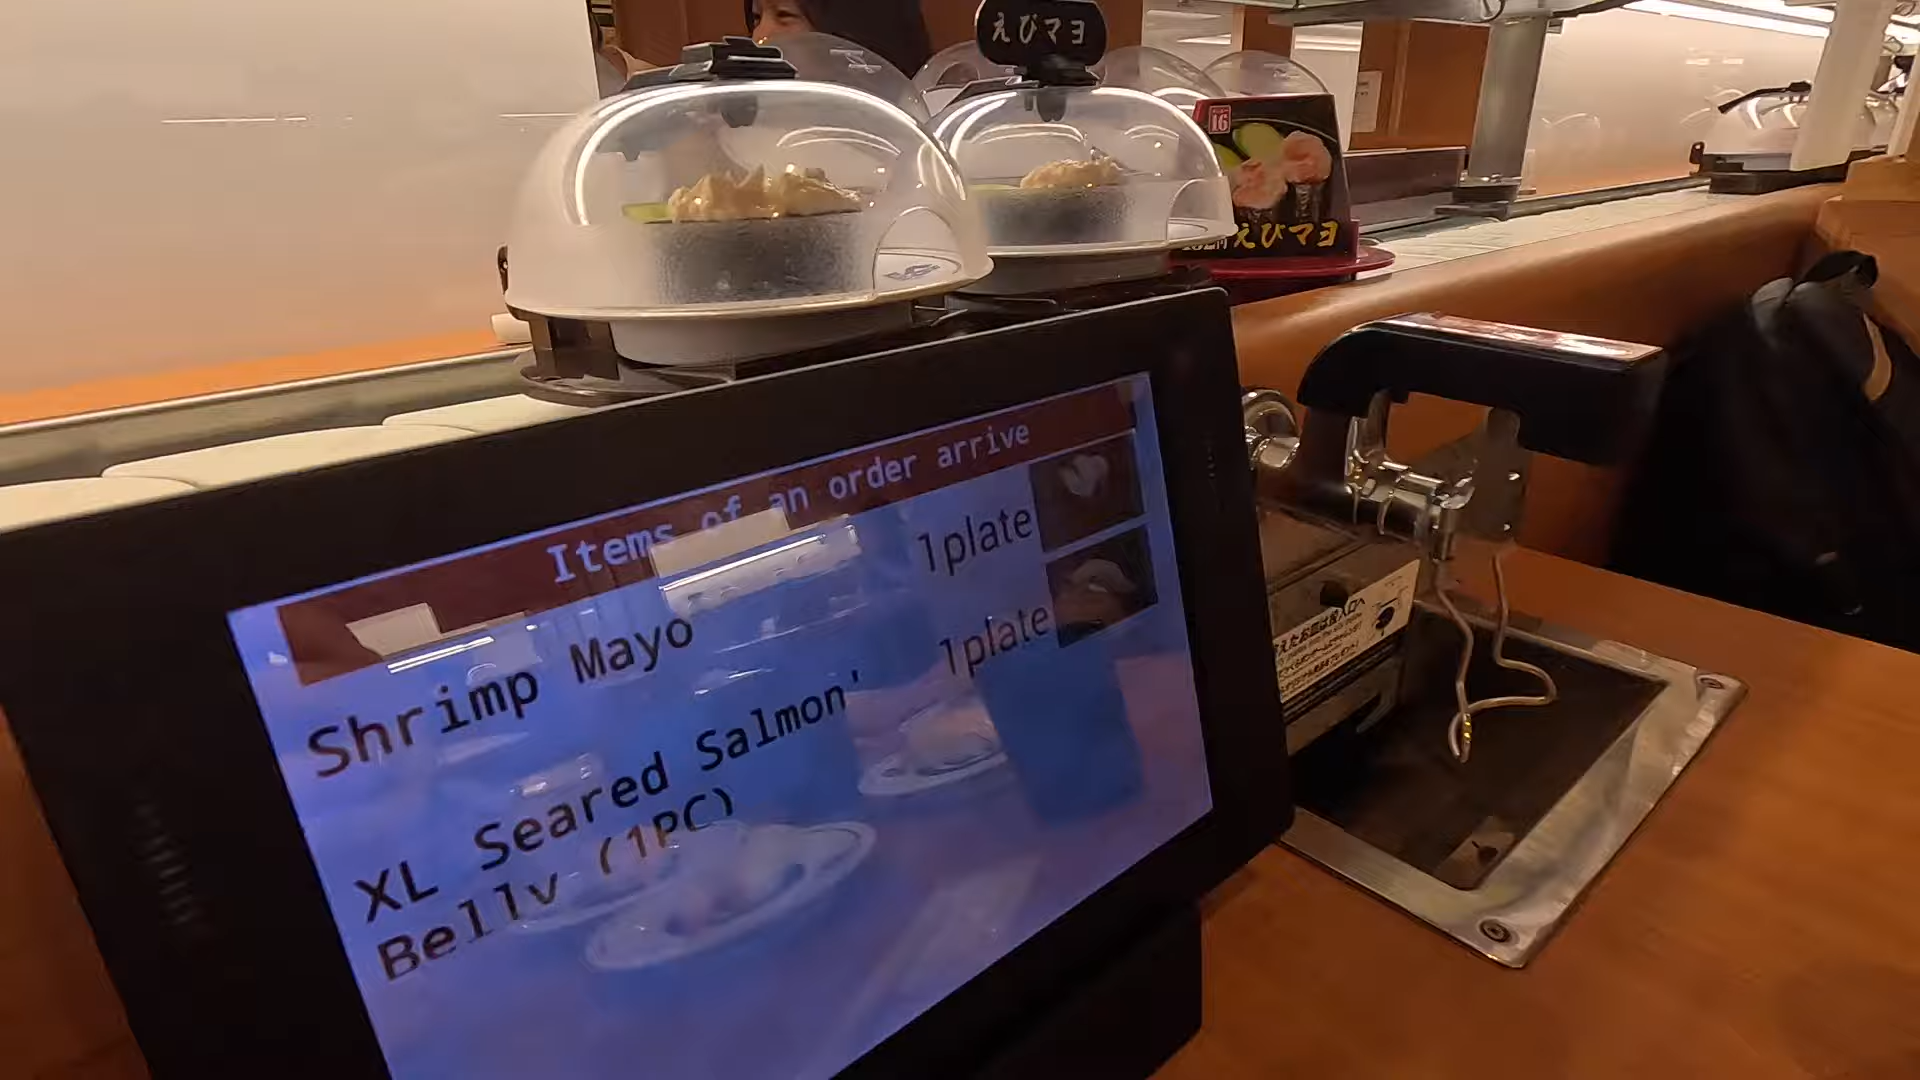 えびマヨ
16
えびマヨ
Items of an order arrive
Shrimp Mayo 1plate
XL Seared Salmon' 1plate
Belly (1PC)